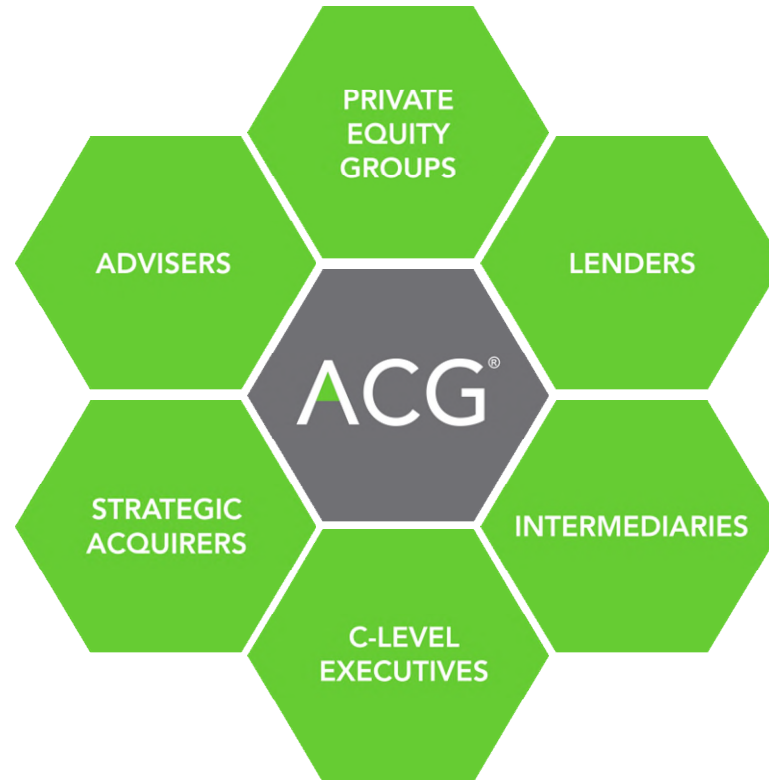 PRIVATE
EQUITY
GROUPS
ADVISERS
LENDERS
ACG®
STRATEGIC
ACQUIRERS
INTERMEDIARIES
C-LEVEL
EXECUTIVES